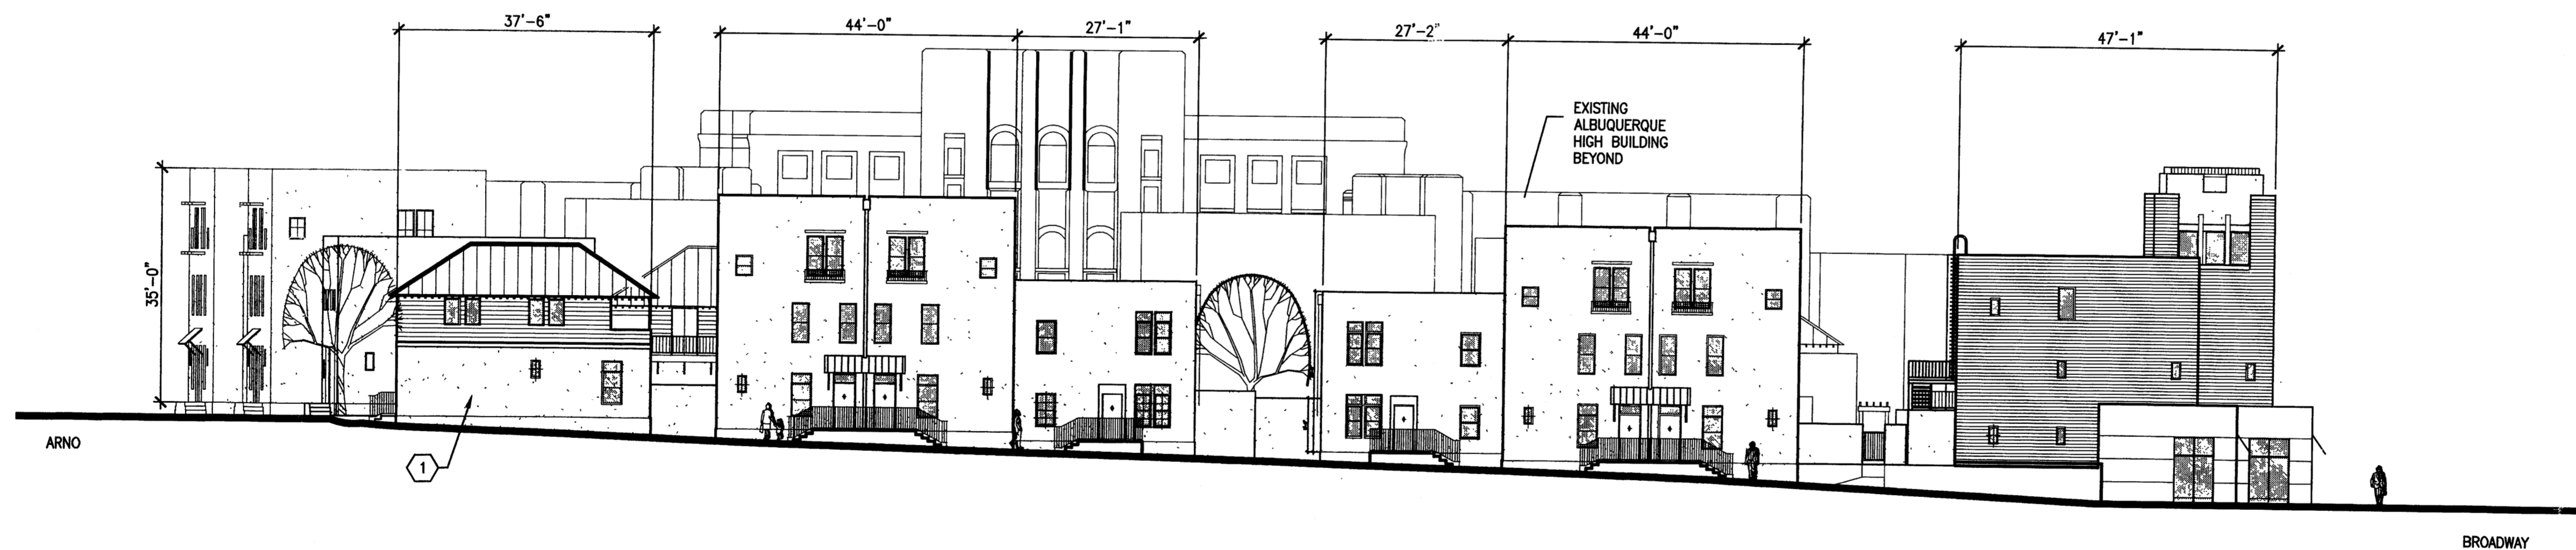 37'-6"
44'-0"
27'-1"
27'-2"
44'-0"
47'-1"
35'-0"
EXISTING
ALBUQUERQUE
HIGH BUILDING
BEYOND
ARNO
1
BROADWAY